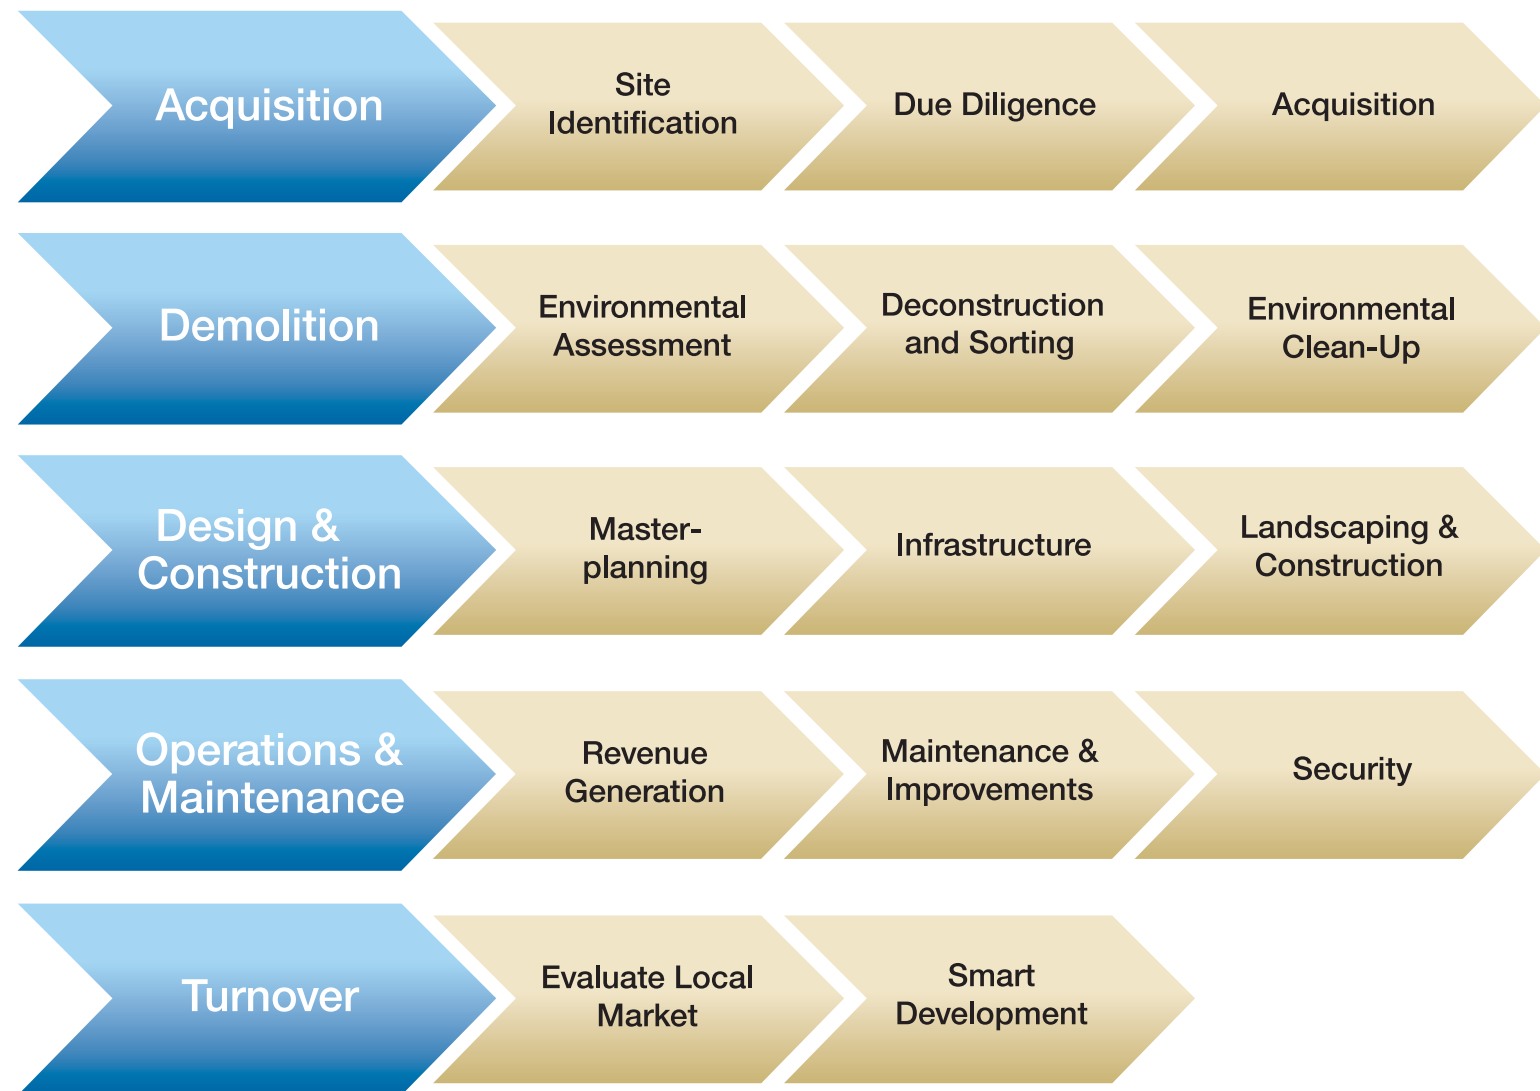 Acquisition
Site
Identification
Due Diligence
Acquisition
Demolition
Environmental
Assessment
Deconstruction
and Sorting
Environmental
Clean-Up
Design &
Construction
Master-
planning
Infrastructure
Landscaping &
Construction
Operations &
Maintenance
Revenue
Generation
Maintenance &
Improvements
Security
Turnover
Evaluate Local
Market
Smart
Development